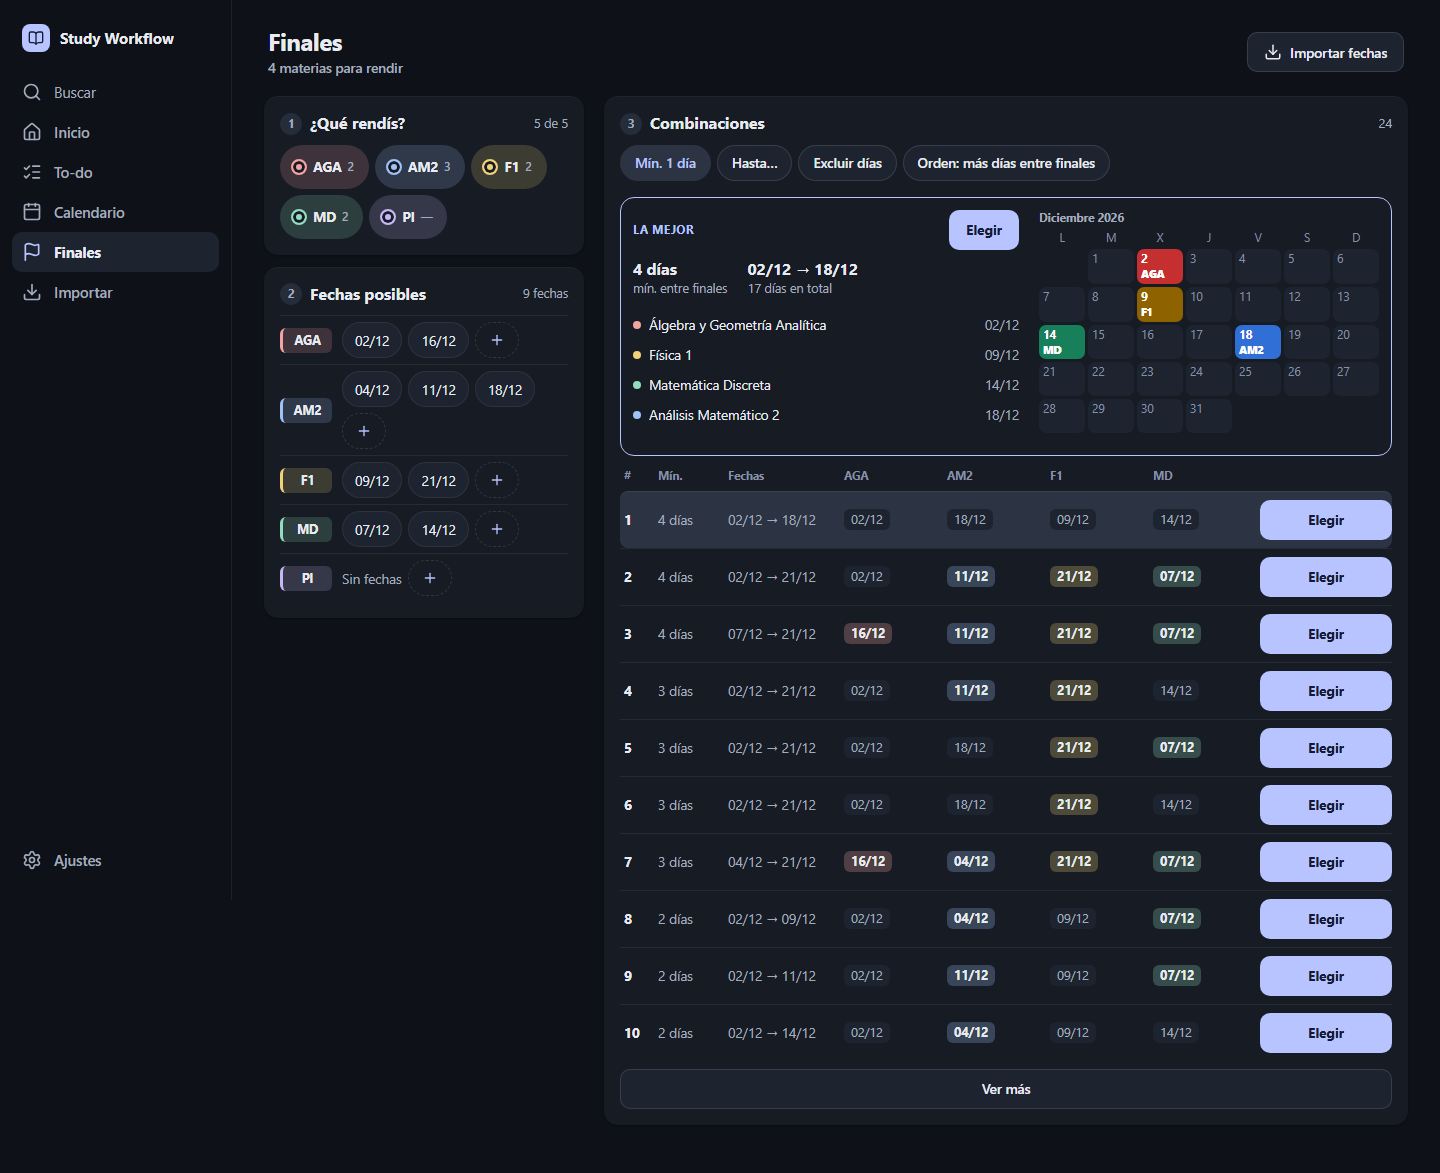 Study Workflow
Buscar
Inicio
To-do
Calendario
Finales
Importar
Ajustes
Finales
4 materias para rendir
Importar fechas
1 ¿Qué rendís? 5 de 5
AGA 2 AM2 3 F1 2
MD 2 PI —
2 Fechas posibles 9 fechas
AGA 02/12 16/12 +
AM2 04/12 11/12 18/12
+
F1 09/12 21/12 +
MD 07/12 14/12 +
PI Sin fechas +
3 Combinaciones 24
Mín. 1 día Hasta... Excluir días Orden: más días entre finales
LA MEJOR Elegir
4 días 02/12 → 18/12
mín. entre finales 17 días en total
Álgebra y Geometría Analítica 02/12
Física 1 09/12
Matemática Discreta 14/12
Análisis Matemático 2 18/12
Diciembre 2026
L M X J V S D
1 2 3 4 5 6
AGA
7 8 9 10 11 12 13
F1
14 15 16 17 18 19 20
MD AM2
21 22 23 24 25 26 27
28 29 30 31
# Mín. Fechas AGA AM2 F1 MD
1 4 días 02/12 → 18/12 02/12 18/12 09/12 14/12 Elegir
2 4 días 02/12 → 21/12 02/12 11/12 21/12 07/12 Elegir
3 4 días 07/12 → 21/12 16/12 11/12 21/12 07/12 Elegir
4 3 días 02/12 → 21/12 02/12 11/12 21/12 14/12 Elegir
5 3 días 02/12 → 21/12 02/12 18/12 21/12 07/12 Elegir
6 3 días 02/12 → 21/12 02/12 18/12 21/12 14/12 Elegir
7 3 días 04/12 → 21/12 16/12 04/12 21/12 07/12 Elegir
8 2 días 02/12 → 09/12 02/12 04/12 09/12 07/12 Elegir
9 2 días 02/12 → 11/12 02/12 11/12 09/12 07/12 Elegir
10 2 días 02/12 → 14/12 02/12 04/12 09/12 14/12 Elegir
Ver más